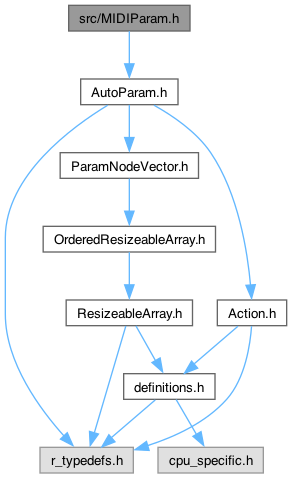 src/MIDIParam.h
AutoParam.h
ParamNodeVector.h
OrderedResizeableArray.h
ResizeableArray.h
Action.h
definitions.h
r_typedefs.h
cpu_specific.h